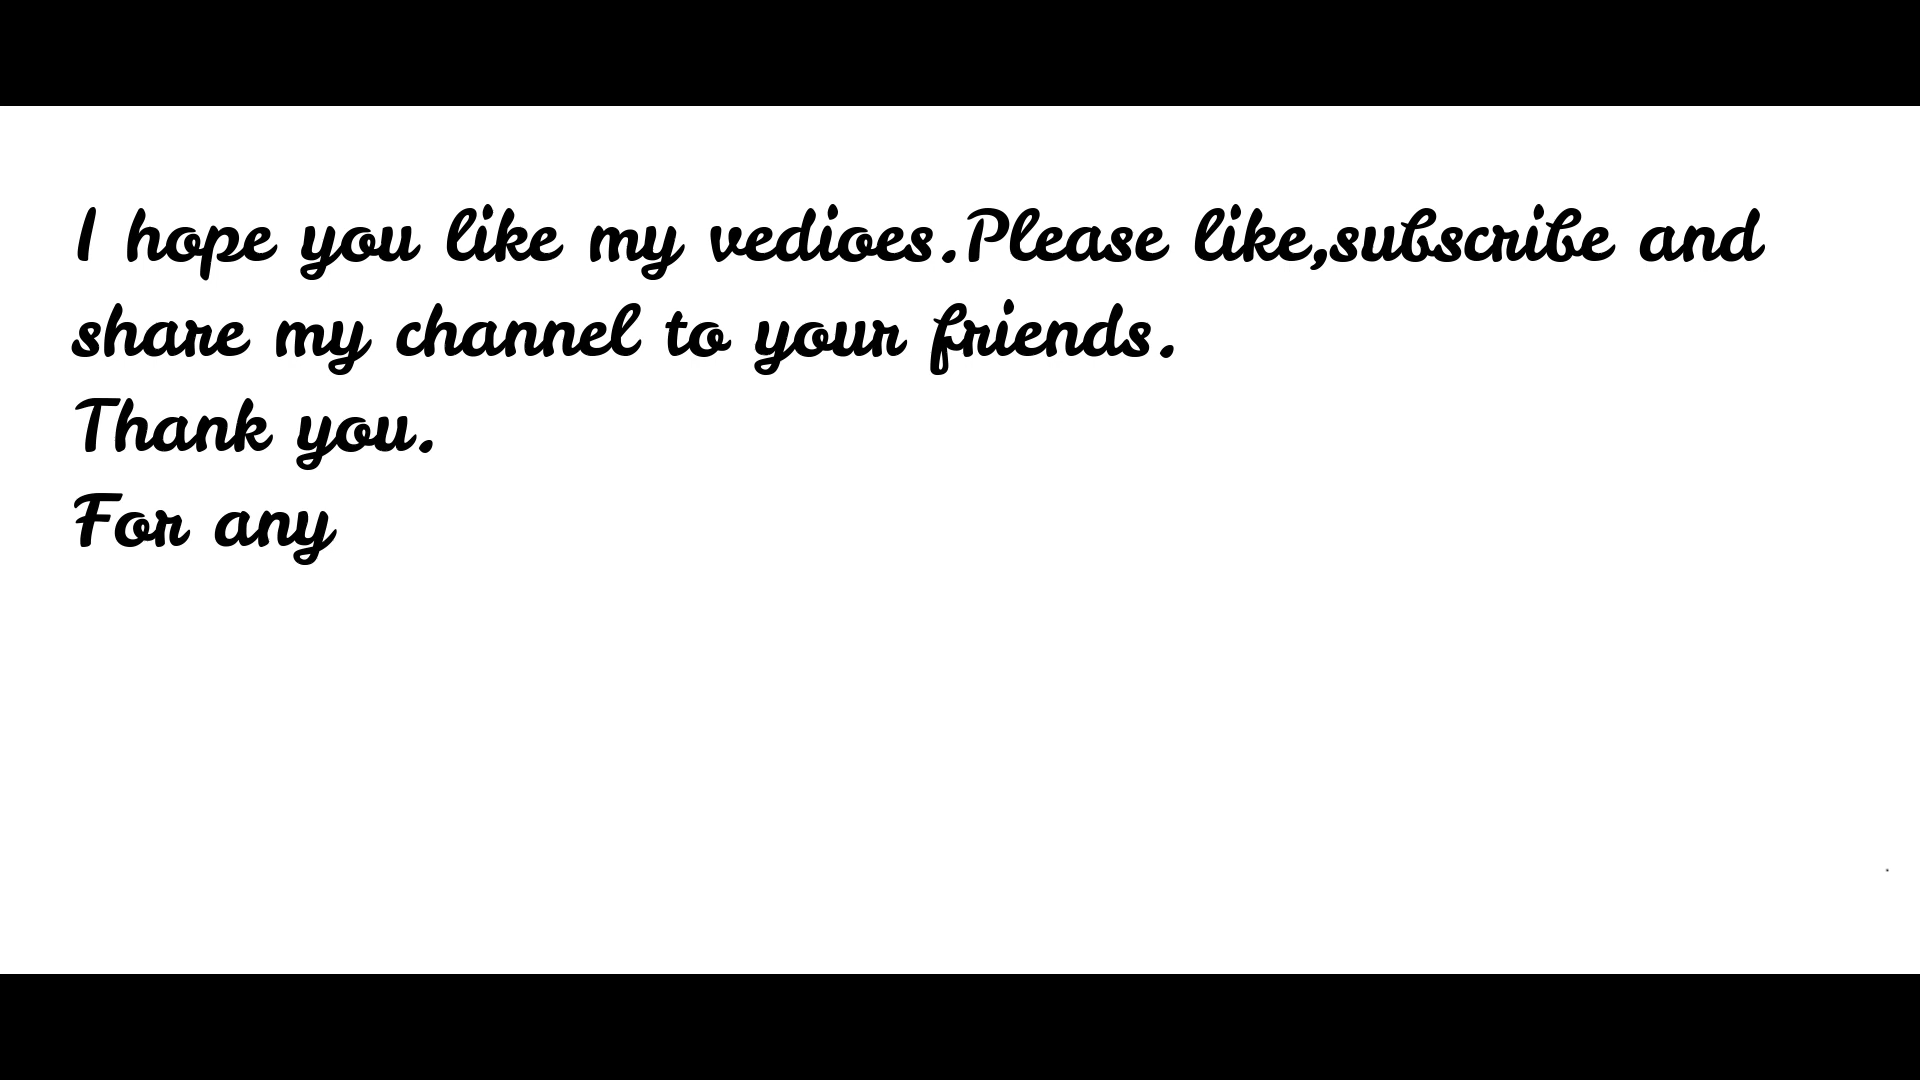 I hope you like my vedioes.Please like,subscribe and
share my channel to your friends.
Thank you.
For any